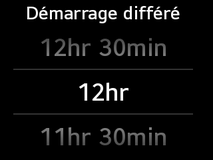 Démarrage différé
12hr 30min
12hr
11hr 30min